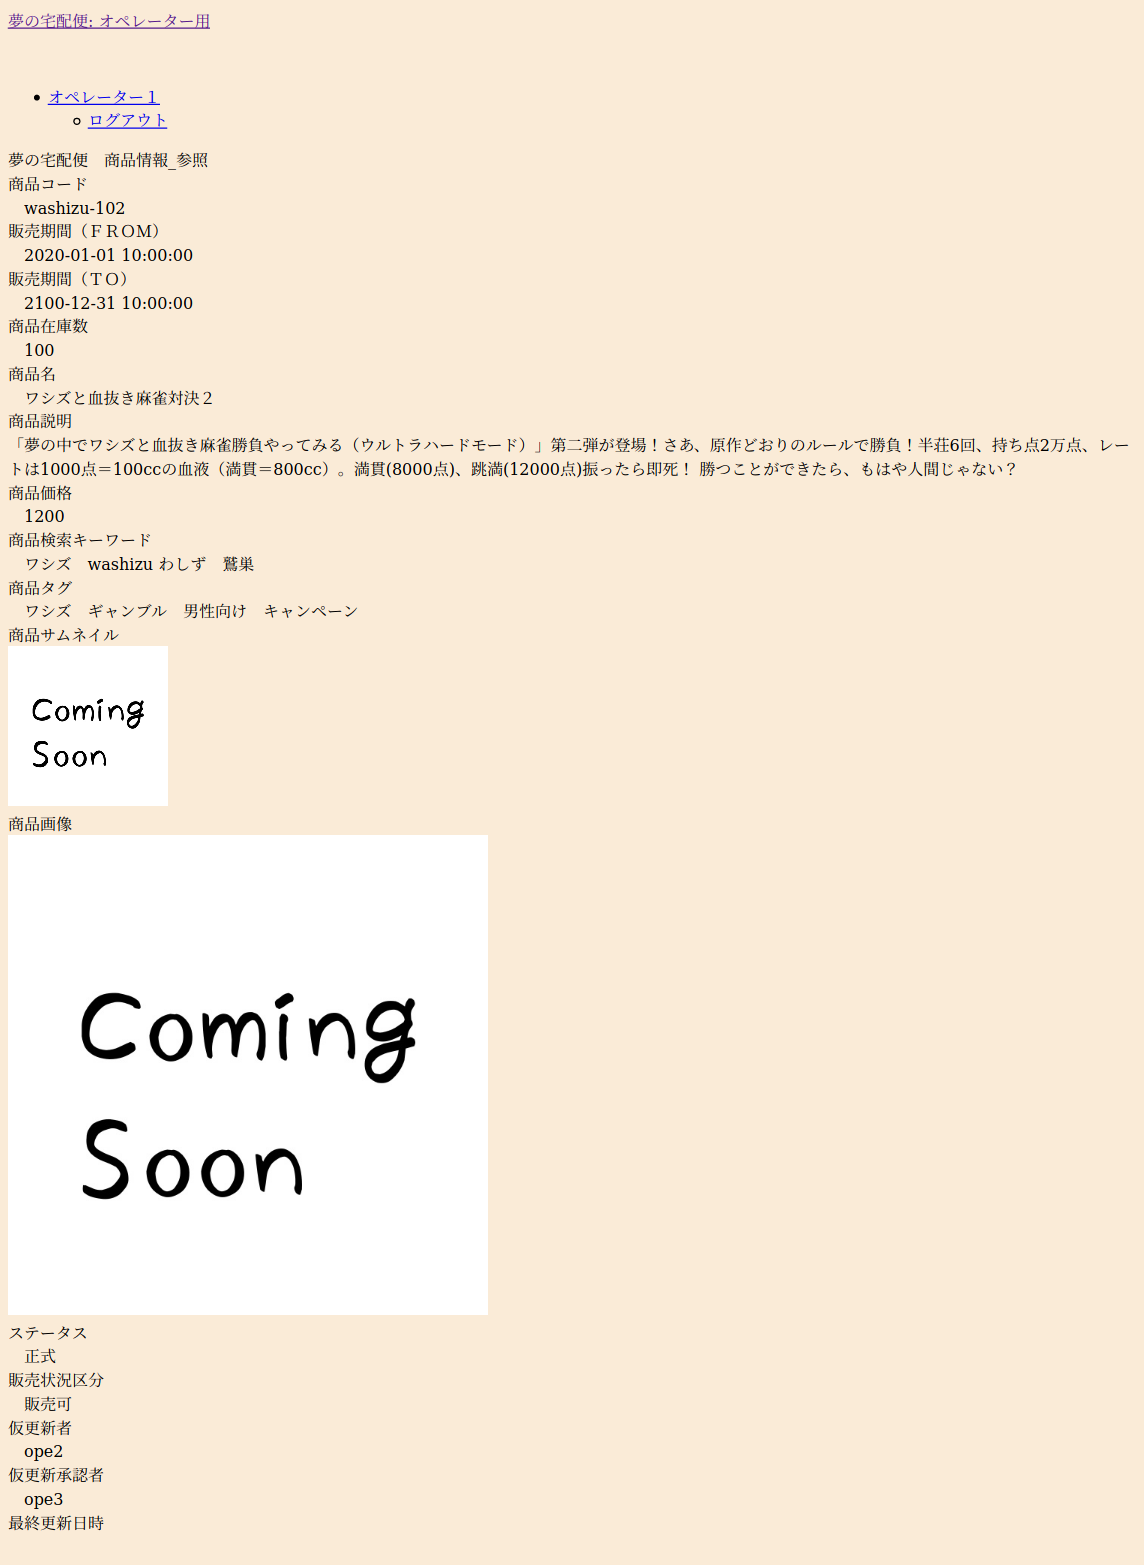 夢の宅配便: オペレーター用
オペレーター１
ログアウト
夢の宅配便　商品情報_参照
商品コード
washizu-102
販売期間（ＦＲＯＭ）
2020-01-01 10:00:00
販売期間（ＴＯ）
2100-12-31 10:00:00
商品在庫数
100
商品名
ワシズと血抜き麻雀対決２
商品説明
「夢の中でワシズと血抜き麻雀勝負やってみる（ウルトラハードモード）」第二弾が登場！さあ、原作どおりのルールで勝負！半荘6回、持ち点2万点、レー
トは1000点＝100ccの血液（満貫＝800cc）。満貫(8000点)、跳満(12000点)振ったら即死！ 勝つことができたら、もはや人間じゃない？
商品価格
1200
商品検索キーワード
ワシズ　washizu わしず　鷲巣
商品タグ
ワシズ　ギャンブル　男性向け　キャンペーン
商品サムネイル
Coming
Soon
商品画像
Coming
Soon
ステータス
正式
販売状況区分
販売可
仮更新者
ope2
仮更新承認者
ope3
最終更新日時